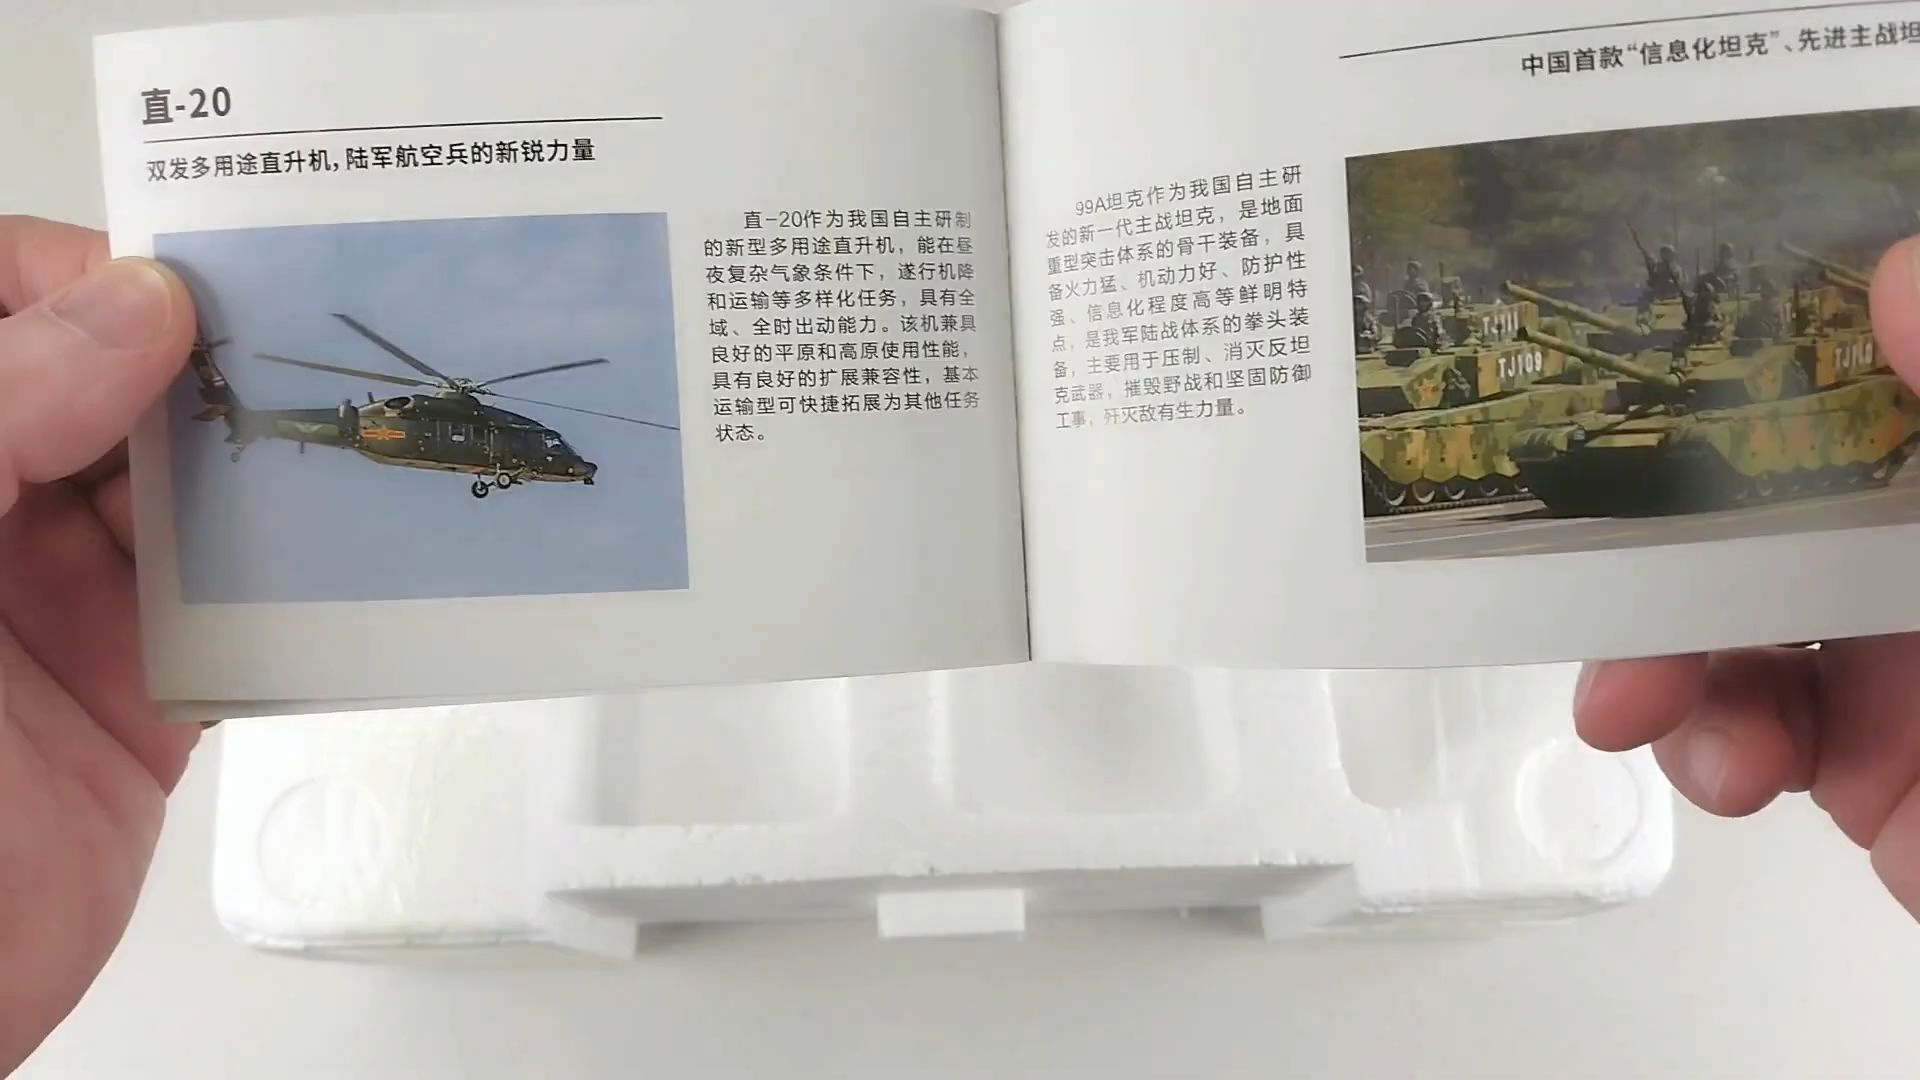 直-20
双发多用途直升机,陆军航空兵的新锐力量
直-20作为我国自主研制
的新型多用途直升机，能在昼
夜复杂气象条件下，遂行机降
和运输等多样化任务，具有全
域、全时出动能力。该机兼具
良好的平原和高原使用性能，
具有良好的扩展兼容性，基本
运输型可快捷拓展为其他任务
状态。
中国首款“信息化坦克”、先进主战坦
99A坦克作为我国自主研
发的新一代主战坦克，是地面
重型突击体系的骨干装备，具
备火力猛、机动力好、防护性
强、信息化程度高等鲜明特
点，是我军陆战体系的拳头装
备，主要用于压制、消灭反坦
克武器，摧毁野战和坚固防御
工事，歼灭敌有生力量。
TJ109